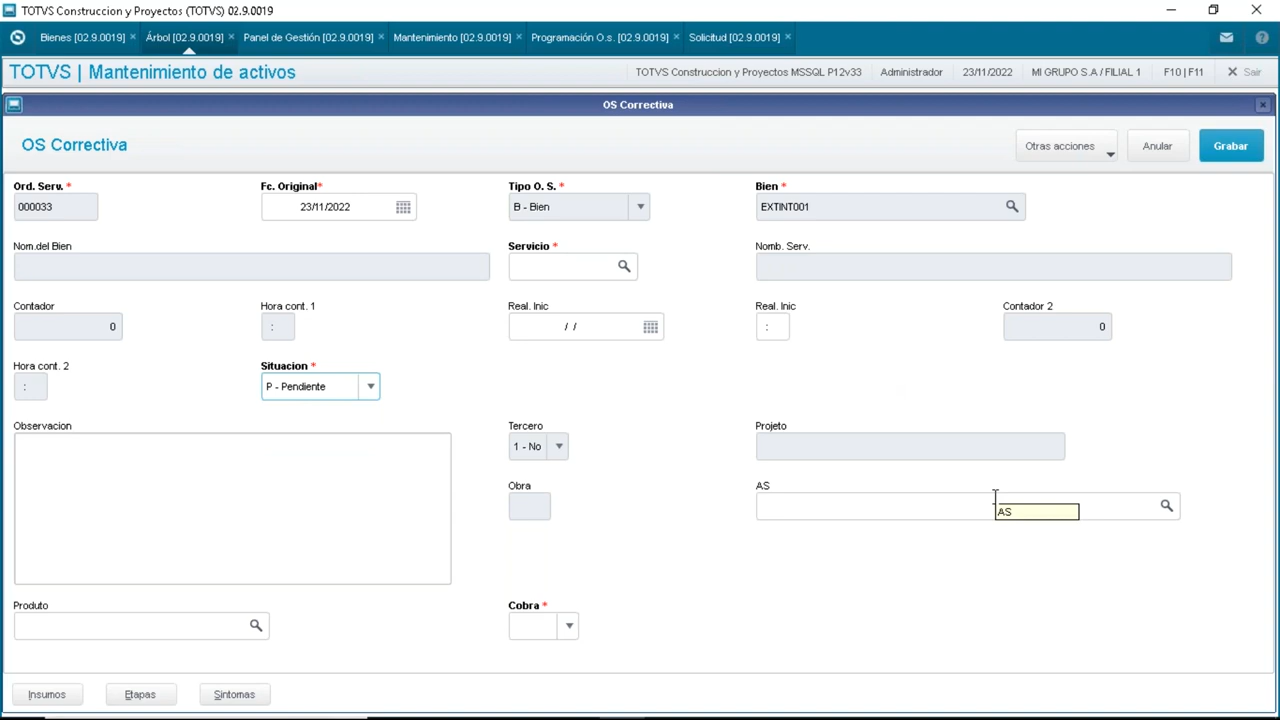 TOTVS Construccion y Proyectos (TOTVS) 02.9.0019
Bienes [02.9.0019] × Árbol [02.9.0019] × Panel de Gestión [02.9.0019] × Mantenimiento [02.9.0019] × Programación O.s. [02.9.0019] × Solicitud [02.9.0019] ×
TOTVS | Mantenimiento de activos TOTVS Construccion y Proyectos MSSQL P12v33 Administrador 23/11/2022 MI GRUPO S.A / FILIAL 1 F10 | F11 Sair
OS Correctiva
OS Correctiva Otras acciones Anular Grabar
Ord. Serv. * Fc. Original* Tipo O. S. * Bien *
000033 23/11/2022 B - Bien EXTINT001
Nom.del Bien Servicio * Nomb. Serv.
Contador Hora cont. 1 Real. Inic Real. Inic Contador 2
0 : / / : 0
Hora cont. 2 Situacion *
: P - Pendiente
Observacion Tercero Projeto
1 - No
Obra AS
AS
Produto Cobra *
Insumos Etapas Sintomas